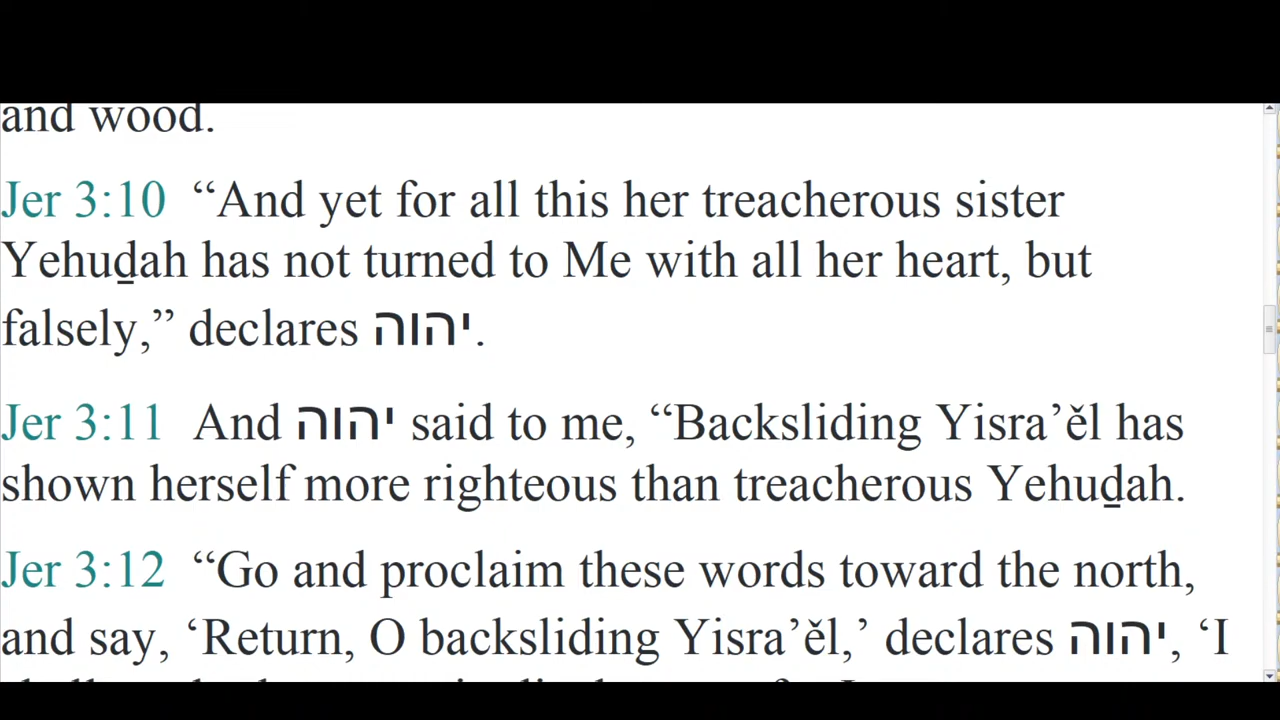 and wood.
Jer 3:10 “And yet for all this her treacherous sister
Yehuḏah has not turned to Me with all her heart, but
falsely,” declares יהוה.
Jer 3:11 And יהוה said to me, “Backsliding Yisra’ĕl has
shown herself more righteous than treacherous Yehuḏah.
Jer 3:12 “Go and proclaim these words toward the north,
and say, ‘Return, O backsliding Yisra’ĕl,’ declares יהוה, ‘I